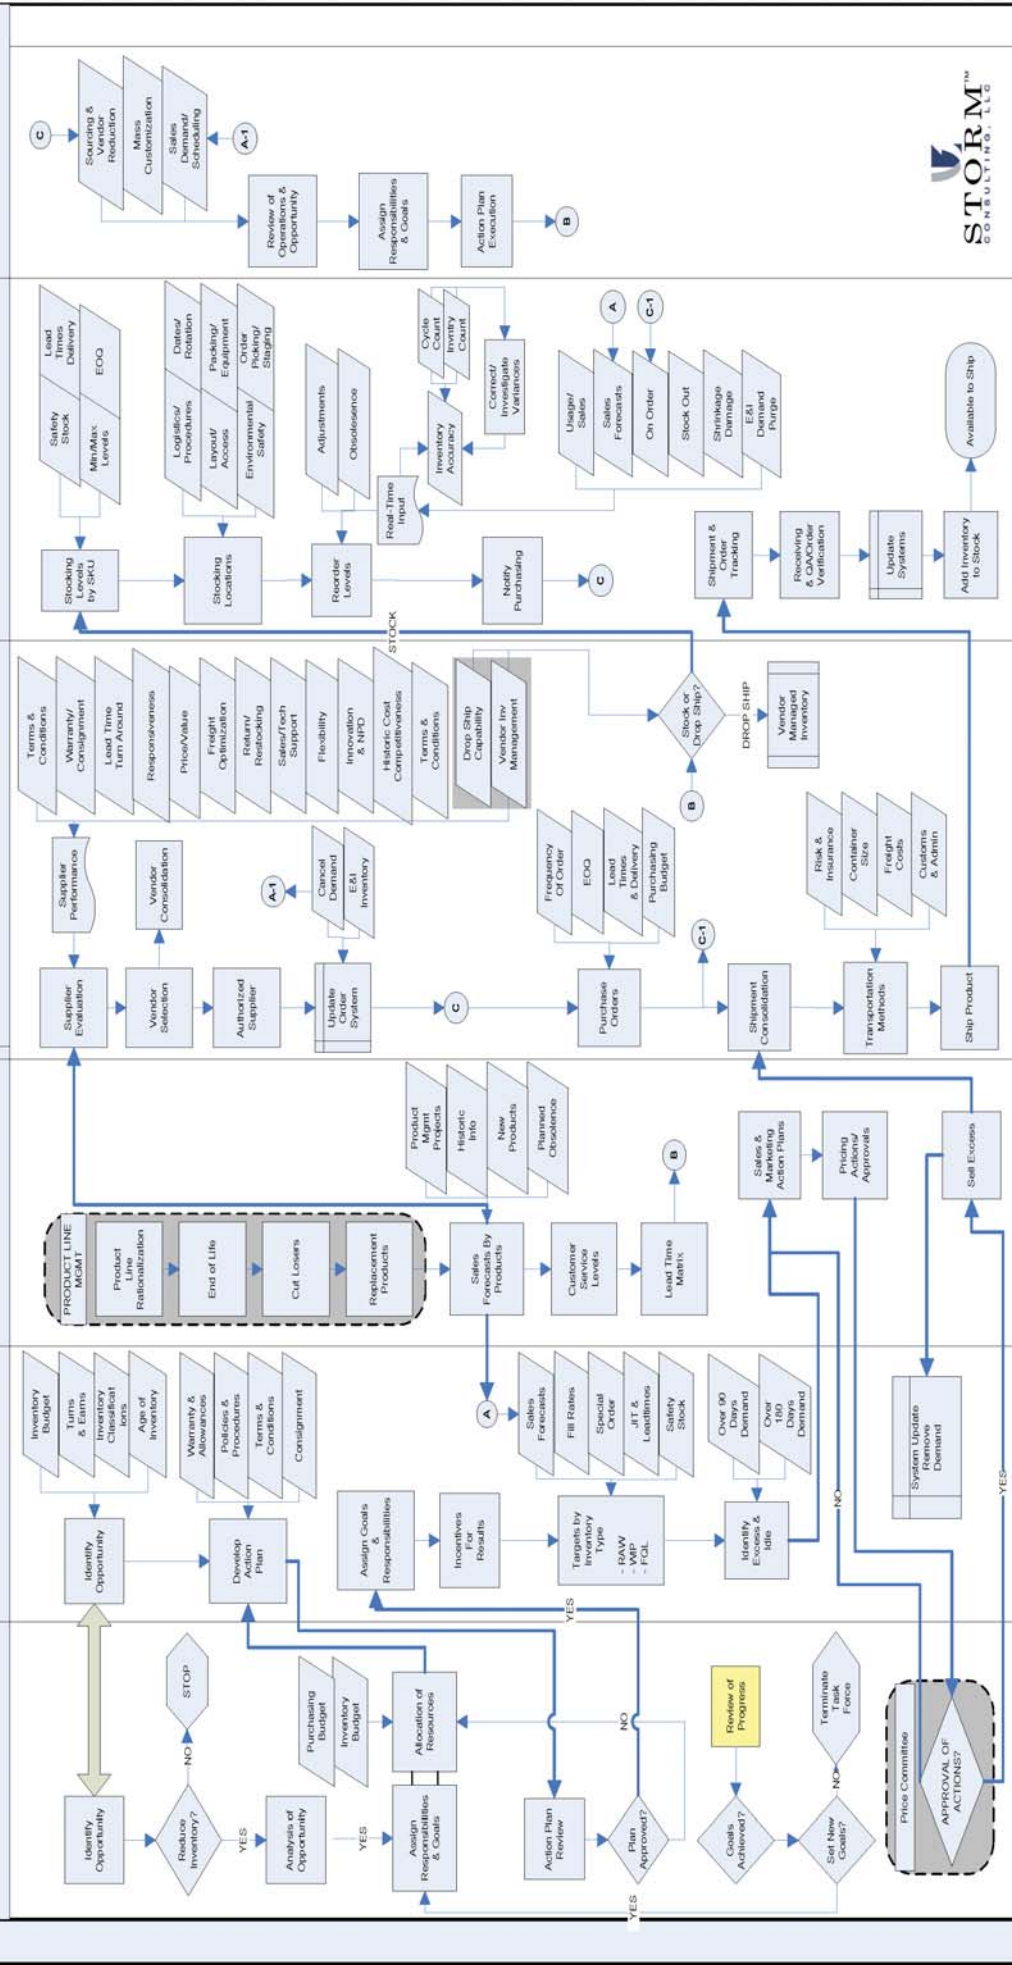 Identify
Opportunity
Reduce
Inventory?
NO
STOP
YES
Analysis of
Opportunity
YES
Assign
Responsibilities
& Goals
Allocation of
Resources
Purchasing
Budget
Inventory
Budget
Action Plan
Review
Plan
Approved?
NO
YES
YES
Goals
Achieved?
Review of
Progress
Set New
Goals?
NO
Terminate
Task
Force
Price Committee
APPROVAL OF
ACTIONS?
NO
YES
Identify
Opportunity
Inventory
Budget
Turns
& Earns
Inventory
Classificat
ions
Age of
Inventory
Develop
Action
Plan
Warranty &
Allowances
Policies &
Procedures
Terms &
Conditions
Consignment
Assign Goals
&
Responsibilities
Incentives
For
Results
Targets by
Inventory
Type
- RAW
- WIP
- FQL
A
Sales
Forecasts
Fill Rates
Special
Order
JIT &
Leadtimes
Safety
Stock
Identify
Excess &
Idle
Over 90
Days
Demand
Over
180
Days
Demand
System Update
Remove
Demand
PRODUCT LINE
MGMT
Product
Line
Rationalization
End of Life
Cut Losers
Replacement
Products
Sales
Forecasts By
Products
Product
Mgmt
Projects
Historic
Info
New
Products
Planned
Obsolence
Customer
Service
Levels
Lead Time
Matrix
B
Sales &
Marketing
Action Plans
Pricing
Actions/
Approvals
Sell Excess
Supplier
Evaluation
Supplier
Performance
Terms &
Conditions
Warranty/
Consignment
Lead Time
Turn Around
Responsiveness
Price/Value
Freight
Optimization
Return/
Restocking
Sales/Tech
Support
Flexibility
Innovation
& NPD
Historic Cost
Competitiveness
Terms &
Conditions
Drop Ship
Capability
Vendor Inv
Management
Vendor
Selection
Vendor
Consolidation
Authorized
Supplier
Update
Order
System
Cancel
Demand
E&I
Inventory
A-1
C
Purchase
Orders
Frequency
Of Order
EOQ
Lead
Times
& Delivery
Purchasing
Budget
C-1
B
Stock or
Drop Ship?
STOCK
DROP SHIP
Vendor
Managed
Inventory
Shipment
Consolidation
Transportation
Methods
Risk &
Insurance
Container
Size
Freight
Costs
Customs
& Admin
Ship Product
Stocking
Levels
by SKU
Safety
Stock
Lead
Times
Delivery
Min/Max
Levels
EOQ
Stocking
Locations
Logistics/
Procedures
Dates/
Rotation
Layout/
Access
Packing/
Equipment
Environmental
Safety
Order
Picking/
Staging
Reorder
Levels
Adjustments
Obsolesence
Real-Time
Input
Inventory
Accuracy
Cycle
Count
Invntry
Count
Correct/
Investigate
Variances
Notify
Purchasing
C
Usage/
Sales
Sales
Forecasts
A
On Order
C-1
Stock Out
Shrinkage
Damage
E&I
Demand
Purge
Shipment &
Order
Tracking
Receiving
& QA/Order
Verification
Update
Systems
Add Inventory
to Stock
Available to Ship
C
Sourcing &
Vendor
Reduction
Mass
Customization
Sales
Demand/
Scheduling
A-1
Review of
Operations &
Opportunity
Assign
Responsibilities
& Goals
Action Plan
Execution
B
STORM™
CONSULTING, LLC